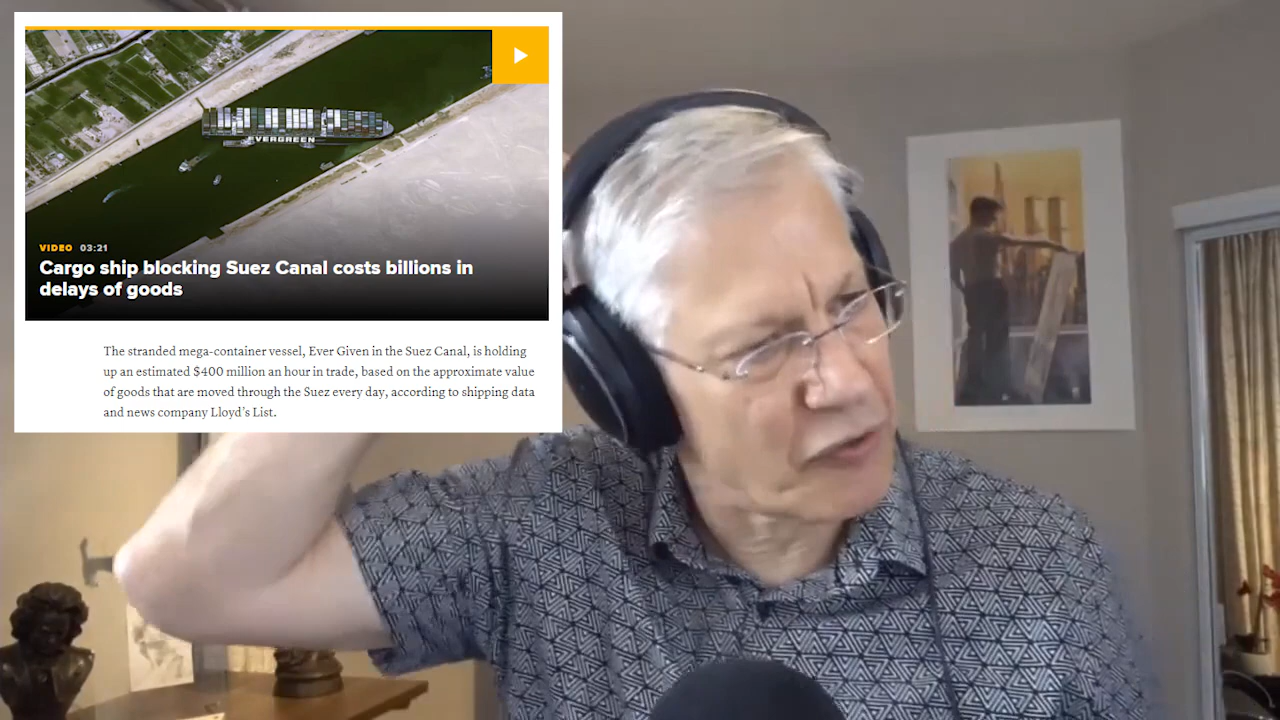 EVERGREEN
VIDEO 03:21
Cargo ship blocking Suez Canal costs billions in
delays of goods
The stranded mega-container vessel, Ever Given in the Suez Canal, is holding
up an estimated $400 million an hour in trade, based on the approximate value
of goods that are moved through the Suez every day, according to shipping data
and news company Lloyd's List.